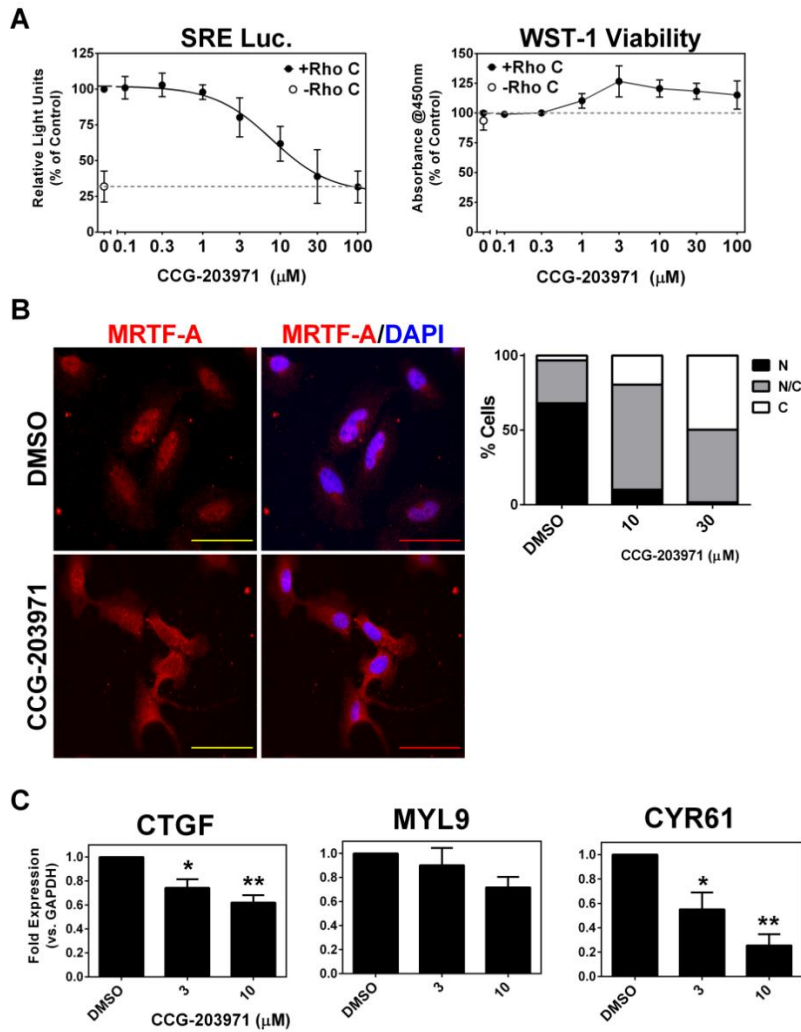 A
SRE Luc.
Relative Light Units
(% of Control)
125
100
75
50
25
0
+Rho C
-Rho C
0 0.1 0.3 1 3 10 30 100
CCG-203971 (μM)
WST-1 Viability
Absorbance @450nm
(% of Control)
150
125
100
75
50
25
0
+Rho C
-Rho C
0 0.1 0.3 1 3 10 30 100
CCG-203971 (μM)
B
MRTF-A
MRTF-A/DAPI
DMSO
CCG-203971
% Cells
100
50
0
N
N/C
C
DMSO 10 30
CCG-203971 (μM)
C
CTGF
Fold Expression
(vs. GAPDH)
1.0
0.8
0.6
0.4
0.2
0.0
* **
DMSO 3 10
CCG-203971 (μM)
MYL9
1.0
0.8
0.6
0.4
0.2
0.0
DMSO 3 10
CYR61
1.0
0.8
0.6
0.4
0.2
0.0
* **
DMSO 3 10